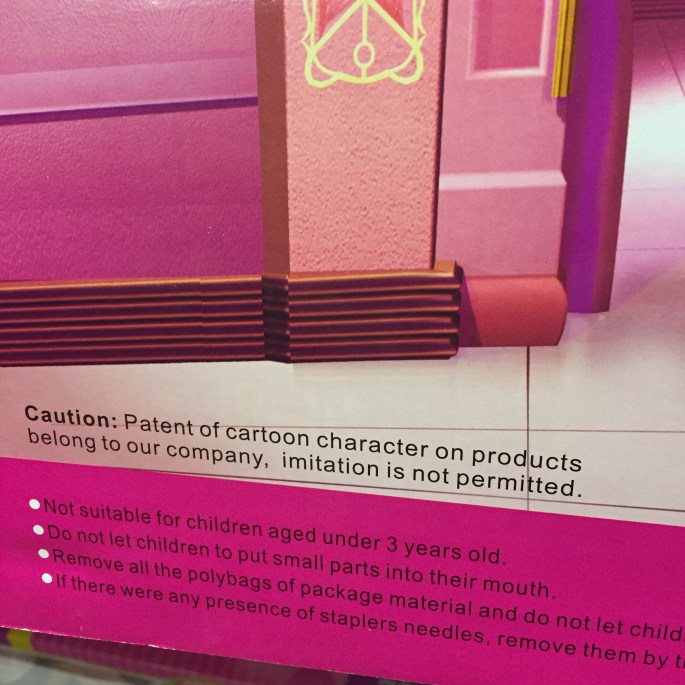 Caution: Patent of cartoon character on products
belong to our company, imitation is not permitted.
Not suitable for children aged under 3 years old.
Do not let children to put small parts into their mouth.
Remove all the polybags of package material and do not let child
If there were any presence of staplers needles, remove them by